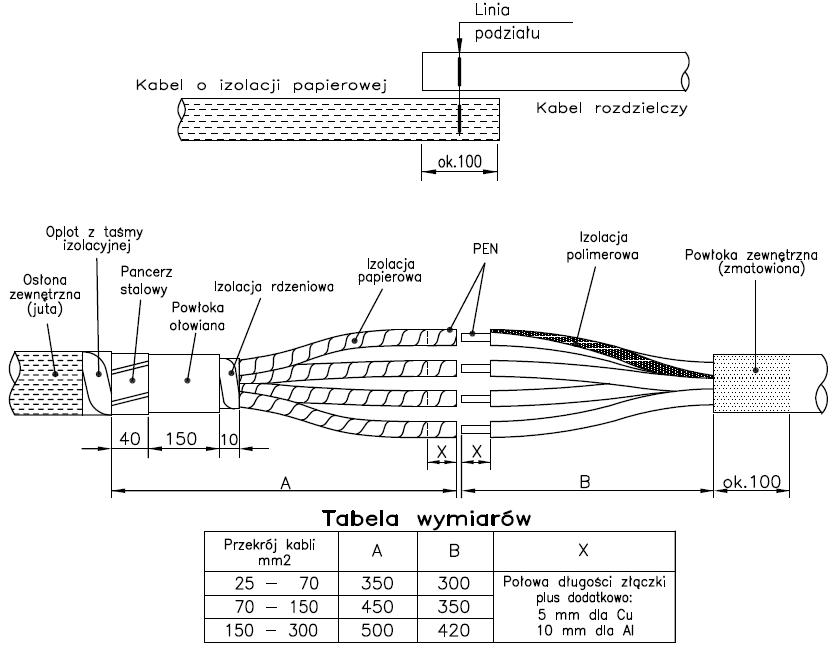 Linia
podziału
Kabel o izolacji papierowej
Kabel rozdzielczy
ok.100
Oplot z taśmy
izolacyjnej
Osłona
zewnętrzna
(juta)
Pancerz
stalowy
Powłoka
ołowiana
Izolacja rdzeniowa
Izolacja
papierowa
PEN
Izolacja
polimerowa
Powłoka zewnętrzna
(zmatowiona)
40
150
10
X
X
A
B
ok.100
Tabela wymiarów
Przekrój kabli
mm2
A
B
X
25 – 70 350 300
70 – 150 450 350
150 – 300 500 420
Połowa długości złączki
plus dodatkowo:
5 mm dla Cu
10 mm dla Al